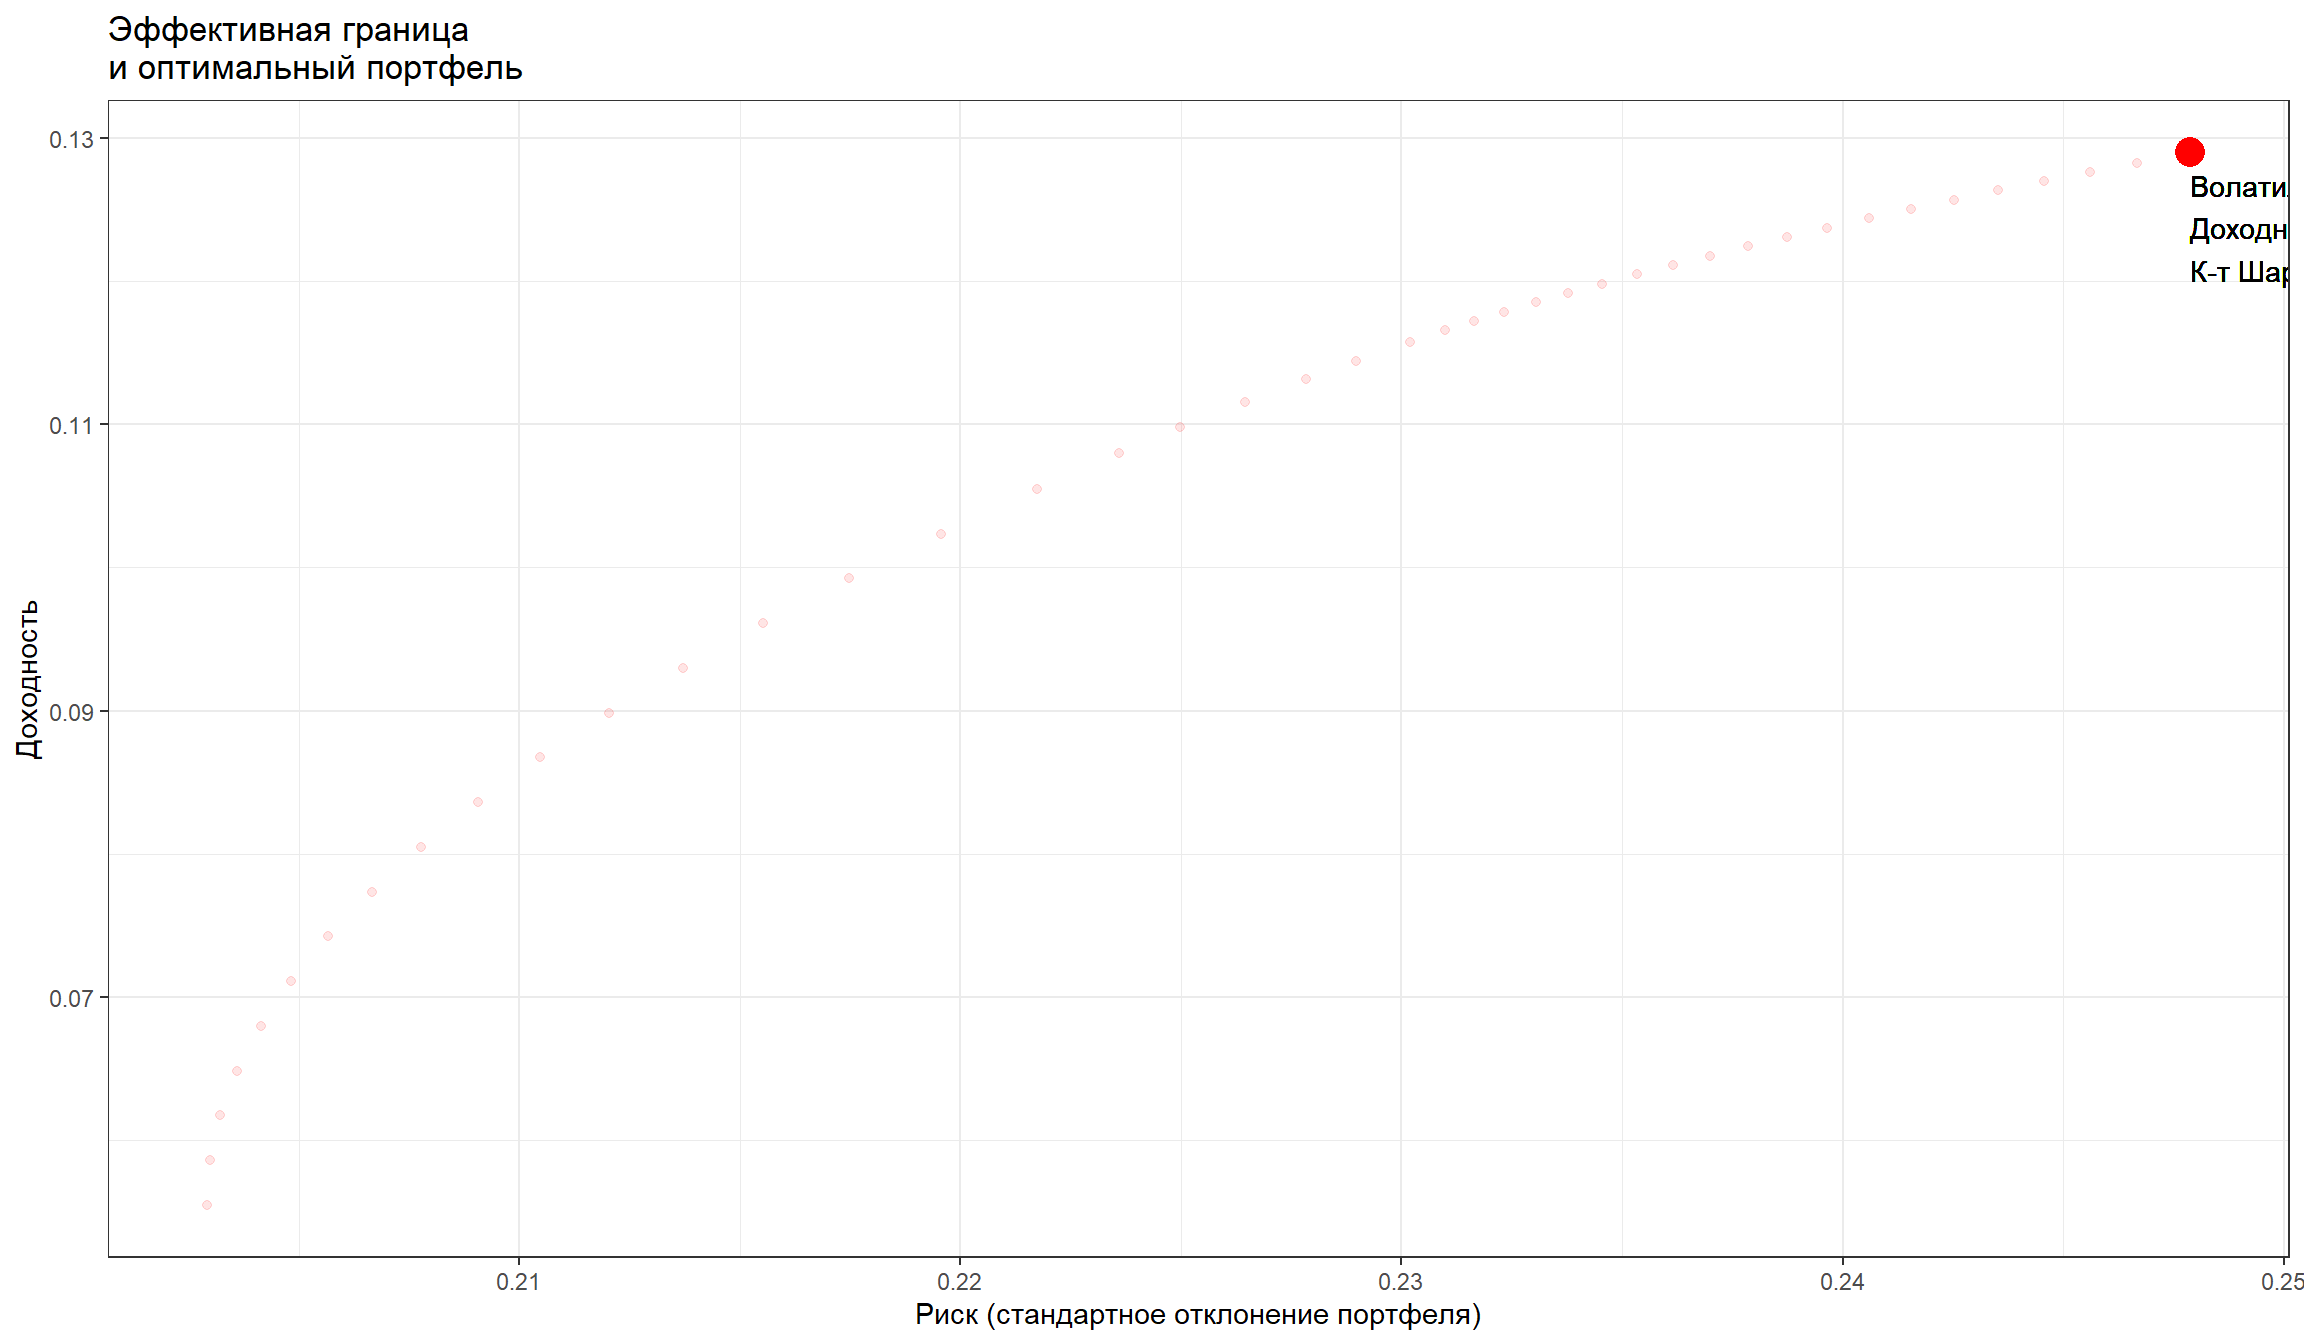 Эффективная граница
и оптимальный портфель
0.13
0.11
0.09
0.07
Доходность
К-т
0.21
0.22
0.23
0.24
0.25
Риск (стандартное отклонение портфеля)